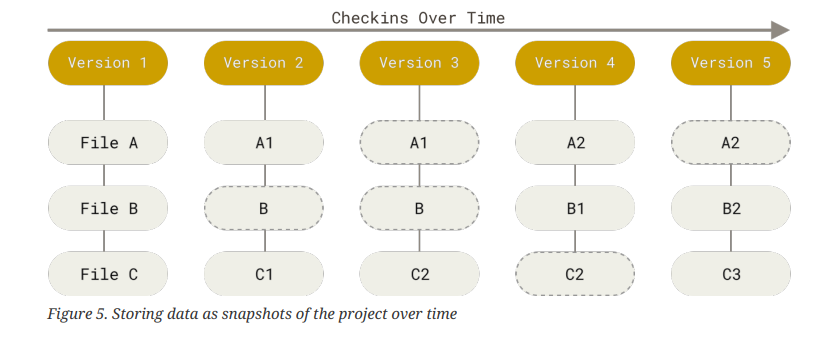 Checkins Over Time
Version 1 Version 2 Version 3 Version 4 Version 5
File A A1 A1 A2 A2
File B B B B1 B2
File C C1 C2 C2 C3
Figure 5. Storing data as snapshots of the project over time